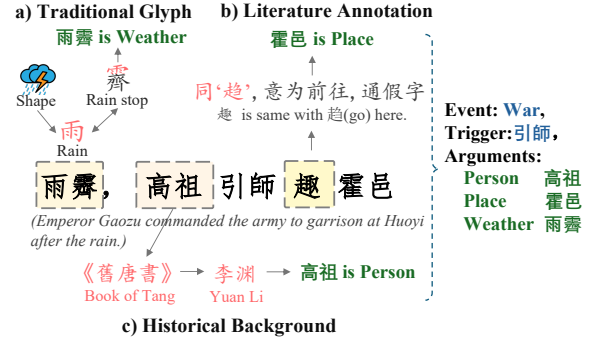 a) Traditional Glyph
雨霽 is Weather
霽
Rain stop
Shape
雨
Rain
b) Literature Annotation
霍邑 is Place
同‘趋’, 意为前往, 通假字
趣 is same with 趋(go) here.
雨霽， 高祖 引師 趣 霍邑
(Emperor Gaozu commanded the army to garrison at Huoyi
after the rain.)
《舊唐書》
Book of Tang
李渊
Yuan Li
高祖 is Person
c) Historical Background
Event: War,
Trigger:引師，
Arguments:
Person 高祖
Place 霍邑
Weather 雨霽